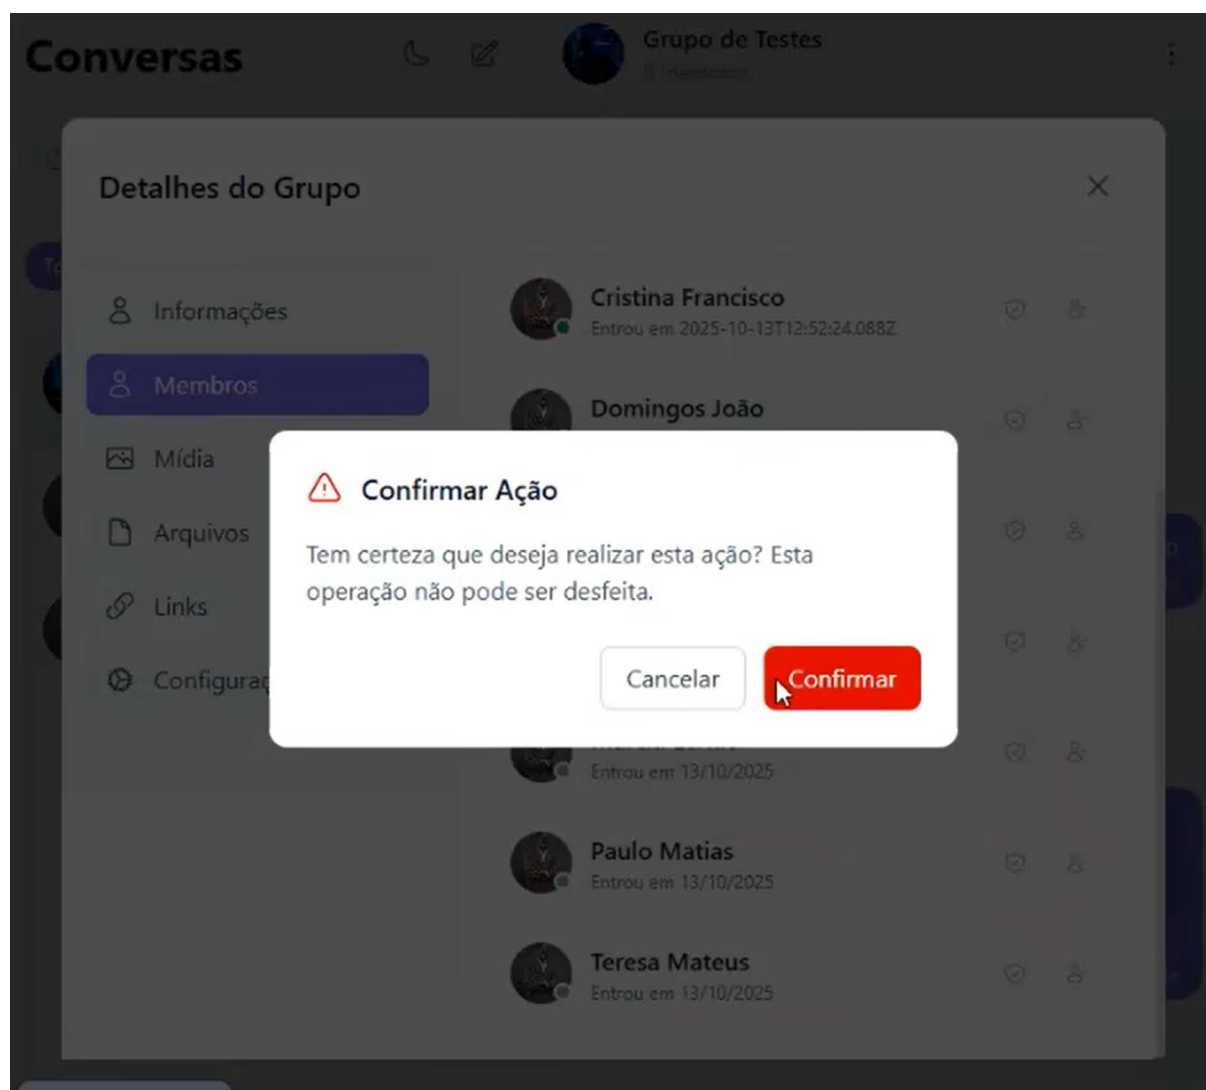 Conversas
Grupo de Testes
Detalhes do Grupo
Informações
Membros
Mídia
Arquivos
Links
Cristina Francisco
Entrou em 2025-10-13T12:52:24.088Z
Domingos João
Confirmar Ação
Tem certeza que deseja realizar esta ação? Esta
operação não pode ser desfeita.
Cancelar
Confirmar
Entrou em 13/10/2025
Paulo Matias
Entrou em 13/10/2025
Teresa Mateus
Entrou em 13/10/2025